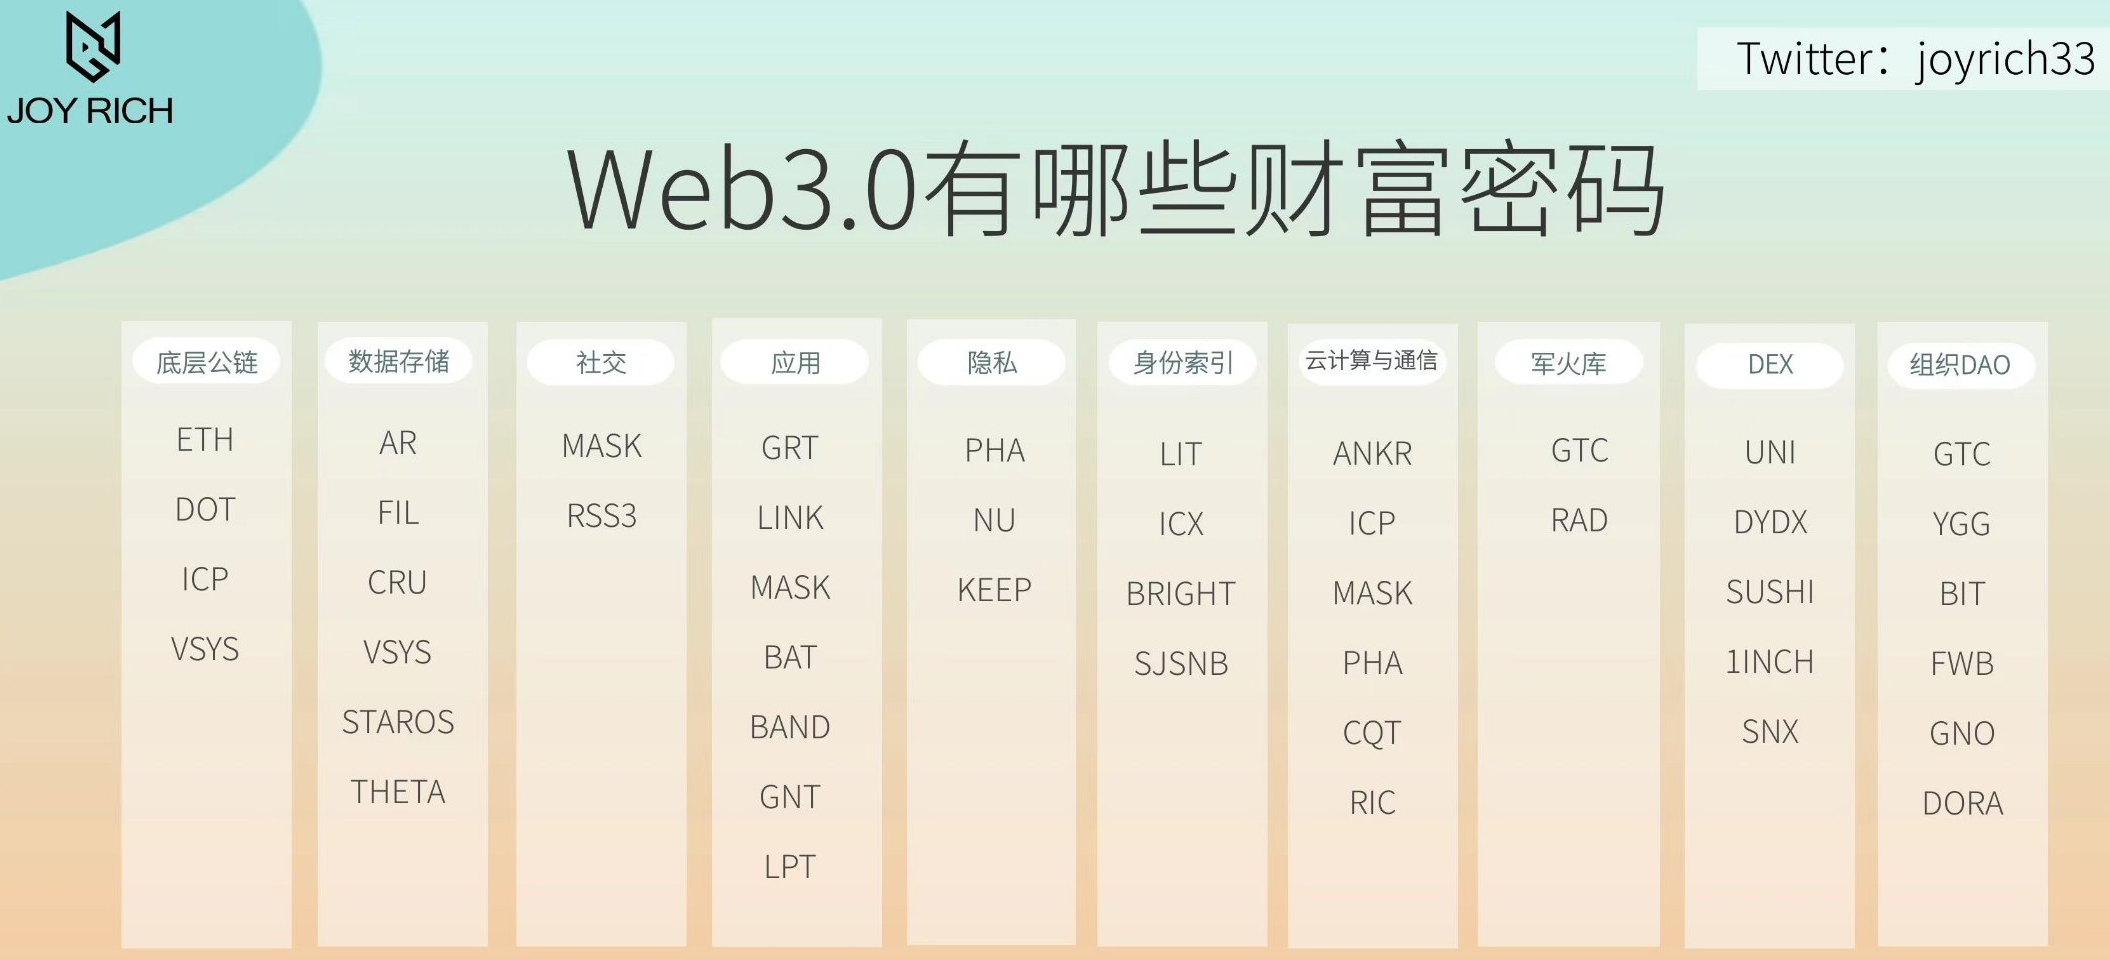 JOY RICH
Twitter：joyrich33
Web3.0有哪些财富密码
底层公链
ETH
DOT
ICP
VSYS
数据存储
AR
FIL
CRU
VSYS
STAROS
THETA
社交
MASK
RSS3
应用
GRT
LINK
MASK
BAT
BAND
GNT
LPT
隐私
PHA
NU
KEEP
身份索引
LIT
ICX
BRIGHT
SJSNB
云计算与通信
ANKR
ICP
MASK
PHA
CQT
RIC
军火库
GTC
RAD
DEX
UNI
DYDX
SUSHI
1INCH
SNX
组织DAO
GTC
YGG
BIT
FWB
GNO
DORA